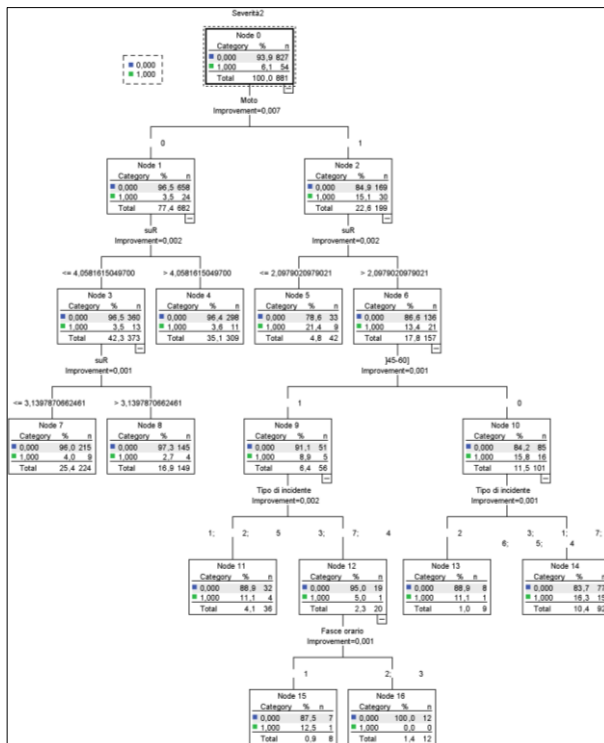 Severità2
Node 0
Category % n
0,000 93,9 827
1,000 6,1 54
Total 100,0 881
0,000
1,000
Moto
Improvement=0,007
0 1
Node 1
Category % n
0,000 96,5 658
1,000 3,5 24
Total 77,4 682
Node 2
Category % n
0,000 84,9 169
1,000 15,1 30
Total 22,6 199
suR
Improvement=0,002
suR
Improvement=0,002
<= 4,0581615049700 > 4,0581615049700 <= 2,0979020979021 > 2,0979020979021
Node 3
Category % n
0,000 96,5 360
1,000 3,5 13
Total 42,3 373
Node 4
Category % n
0,000 96,4 298
1,000 3,6 11
Total 35,1 309
Node 5
Category % n
0,000 78,6 33
1,000 21,4 9
Total 4,8 42
Node 6
Category % n
0,000 86,6 136
1,000 13,4 21
Total 17,8 157
suR
Improvement=0,001
]45-60]
Improvement=0,001
<= 3,1397870662461 > 3,1397870662461 1 0
Node 7
Category % n
0,000 96,0 215
1,000 4,0 9
Total 25,4 224
Node 8
Category % n
0,000 97,3 145
1,000 2,7 4
Total 16,9 149
Node 9
Category % n
0,000 91,1 51
1,000 8,9 5
Total 6,4 56
Node 10
Category % n
0,000 84,2 85
1,000 15,8 16
Total 11,5 101
Tipo di incidente
Improvement=0,002
Tipo di incidente
Improvement=0,001
1; 2; 5 3; 7; 4 2 3; 1; 7;
6; 5; 4
Node 11
Category % n
0,000 88,9 32
1,000 11,1 4
Total 4,1 36
Node 12
Category % n
0,000 95,0 19
1,000 5,0 1
Total 2,3 20
Node 13
Category % n
0,000 88,9 8
1,000 11,1 1
Total 1,0 9
Node 14
Category % n
0,000 83,7 77
1,000 16,3 15
Total 10,4 92
Fasce orario
Improvement=0,001
1 2; 3
Node 15
Category % n
0,000 87,5 7
1,000 12,5 1
Total 0,9 8
Node 16
Category % n
0,000 100,0 12
1,000 0,0 0
Total 1,4 12